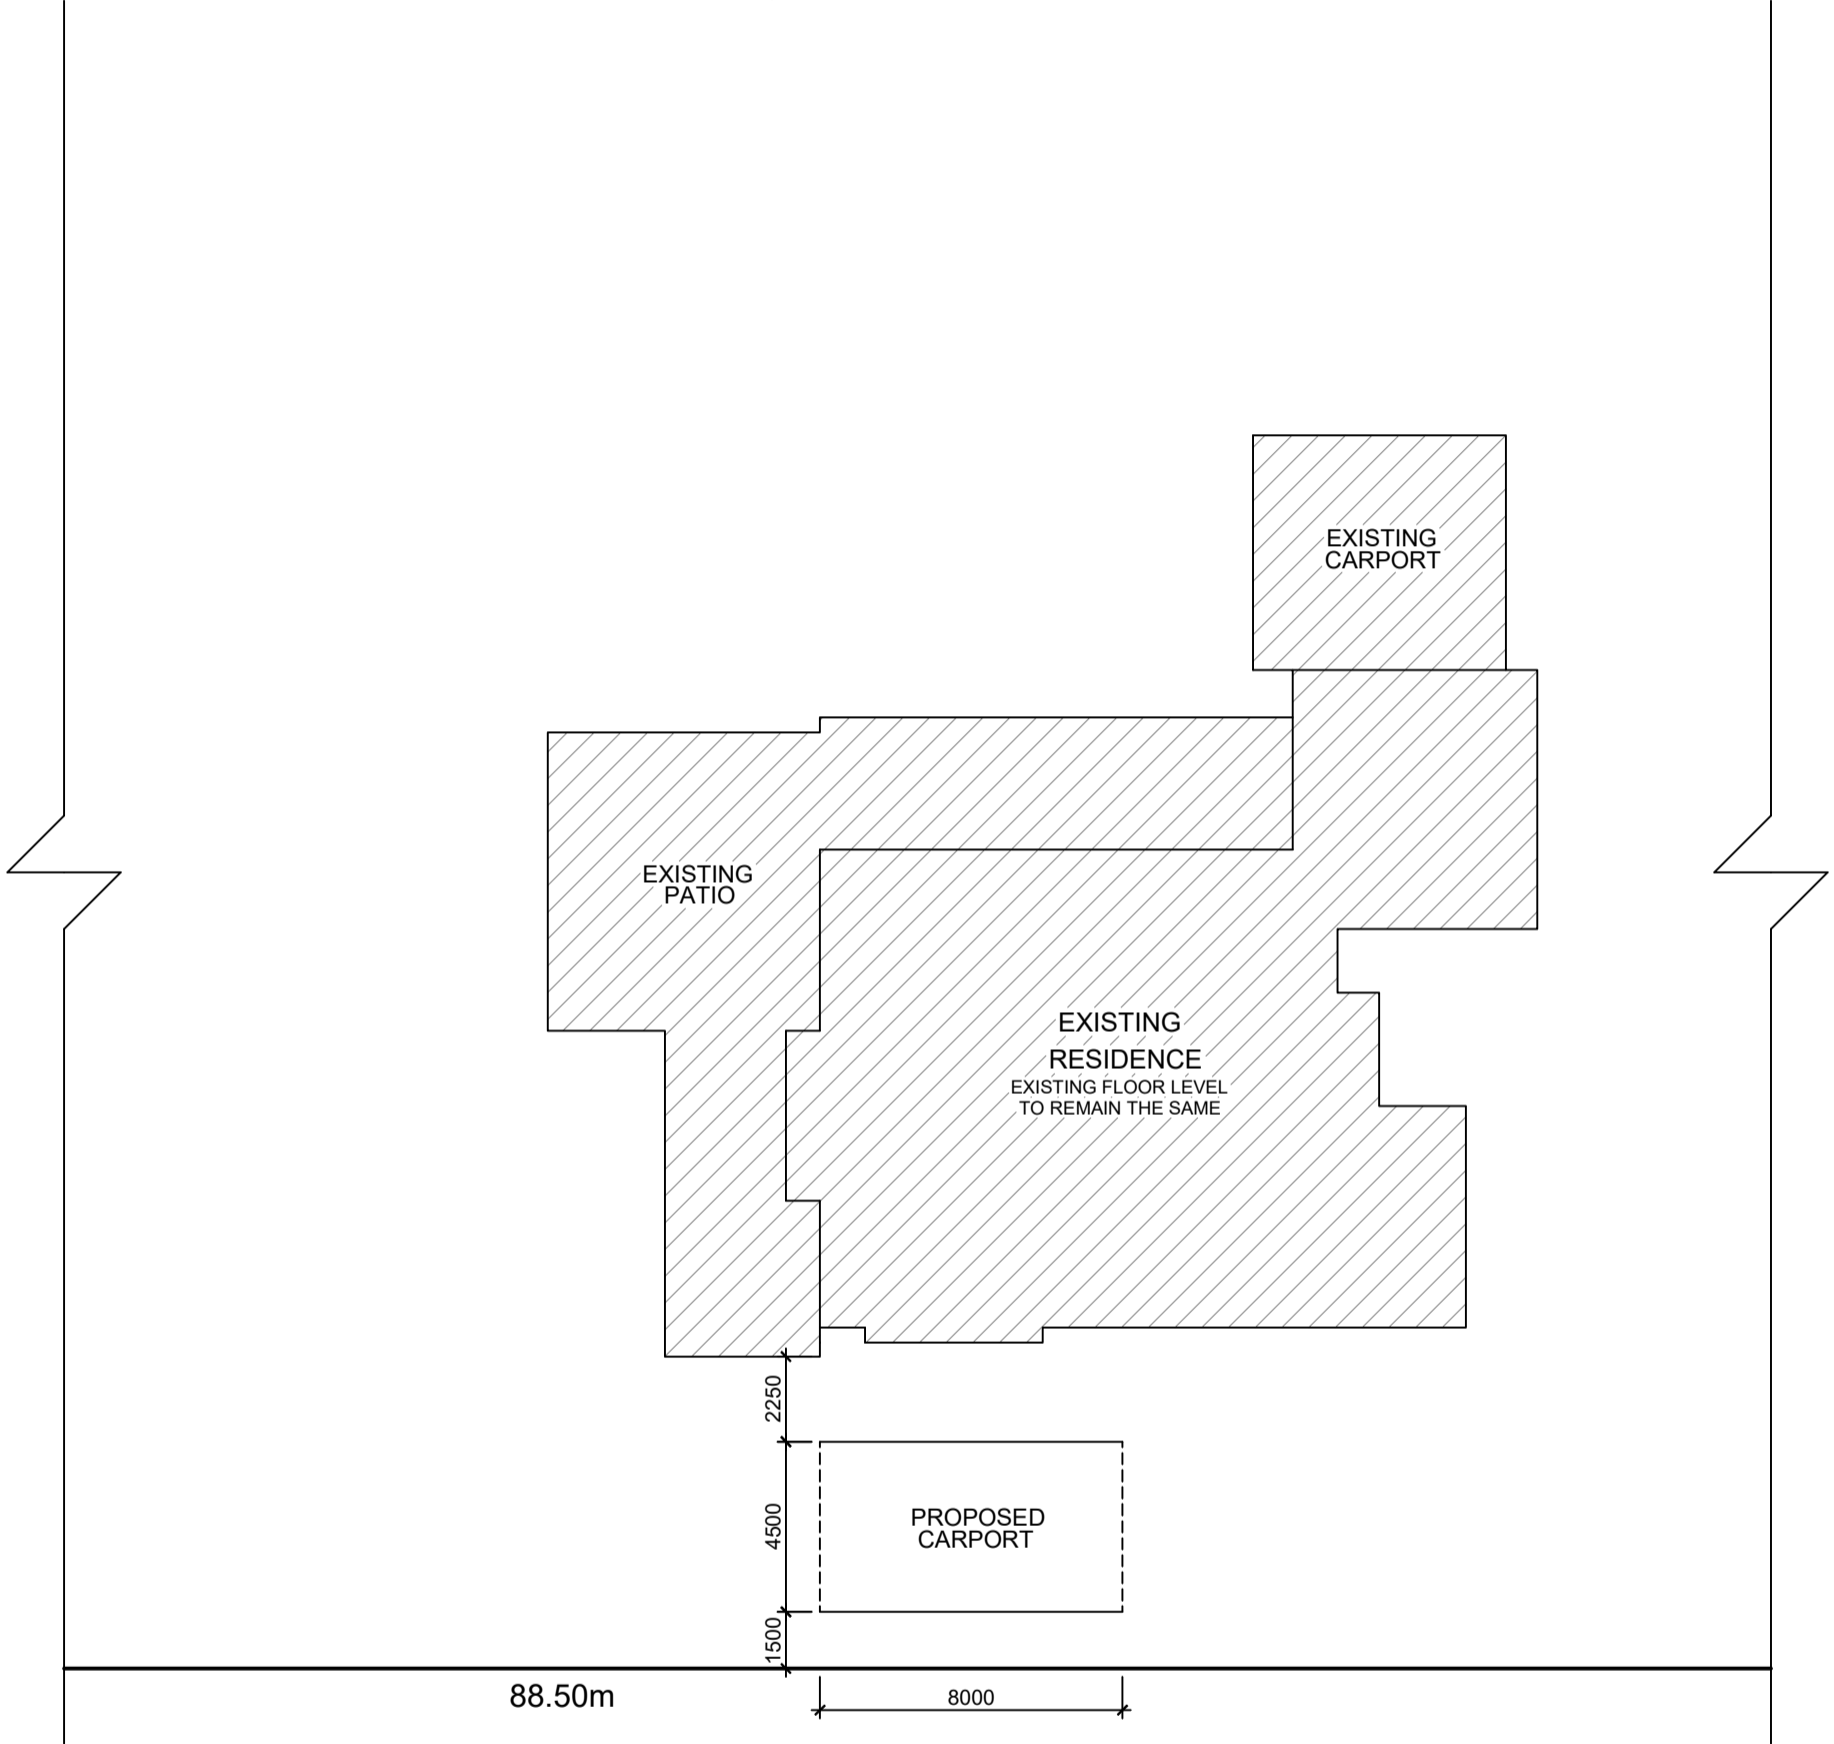 EXISTING
CARPORT
EXISTING
PATIO
EXISTING
RESIDENCE
EXISTING FLOOR LEVEL
TO REMAIN THE SAME
2250
4500
PROPOSED
CARPORT
1500
88.50m
8000